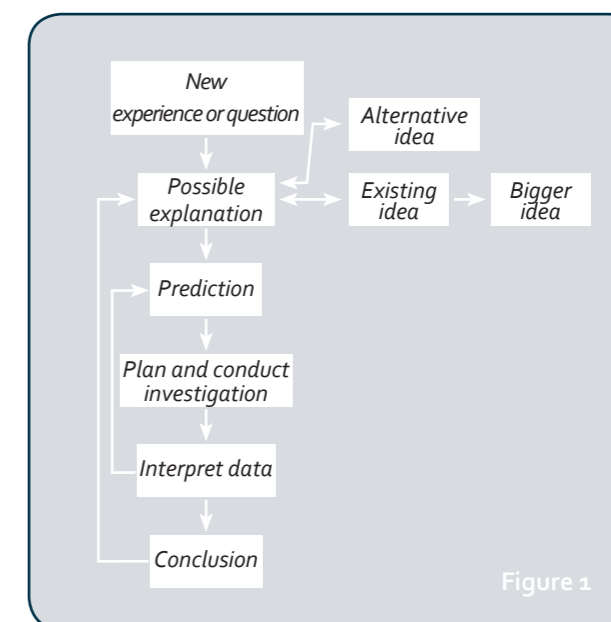 New
experience or question
Alternative
idea
Possible
explanation
Existing
idea
Bigger
idea
Prediction
Plan and conduct
investigation
Interpret data
Conclusion
Figure 1